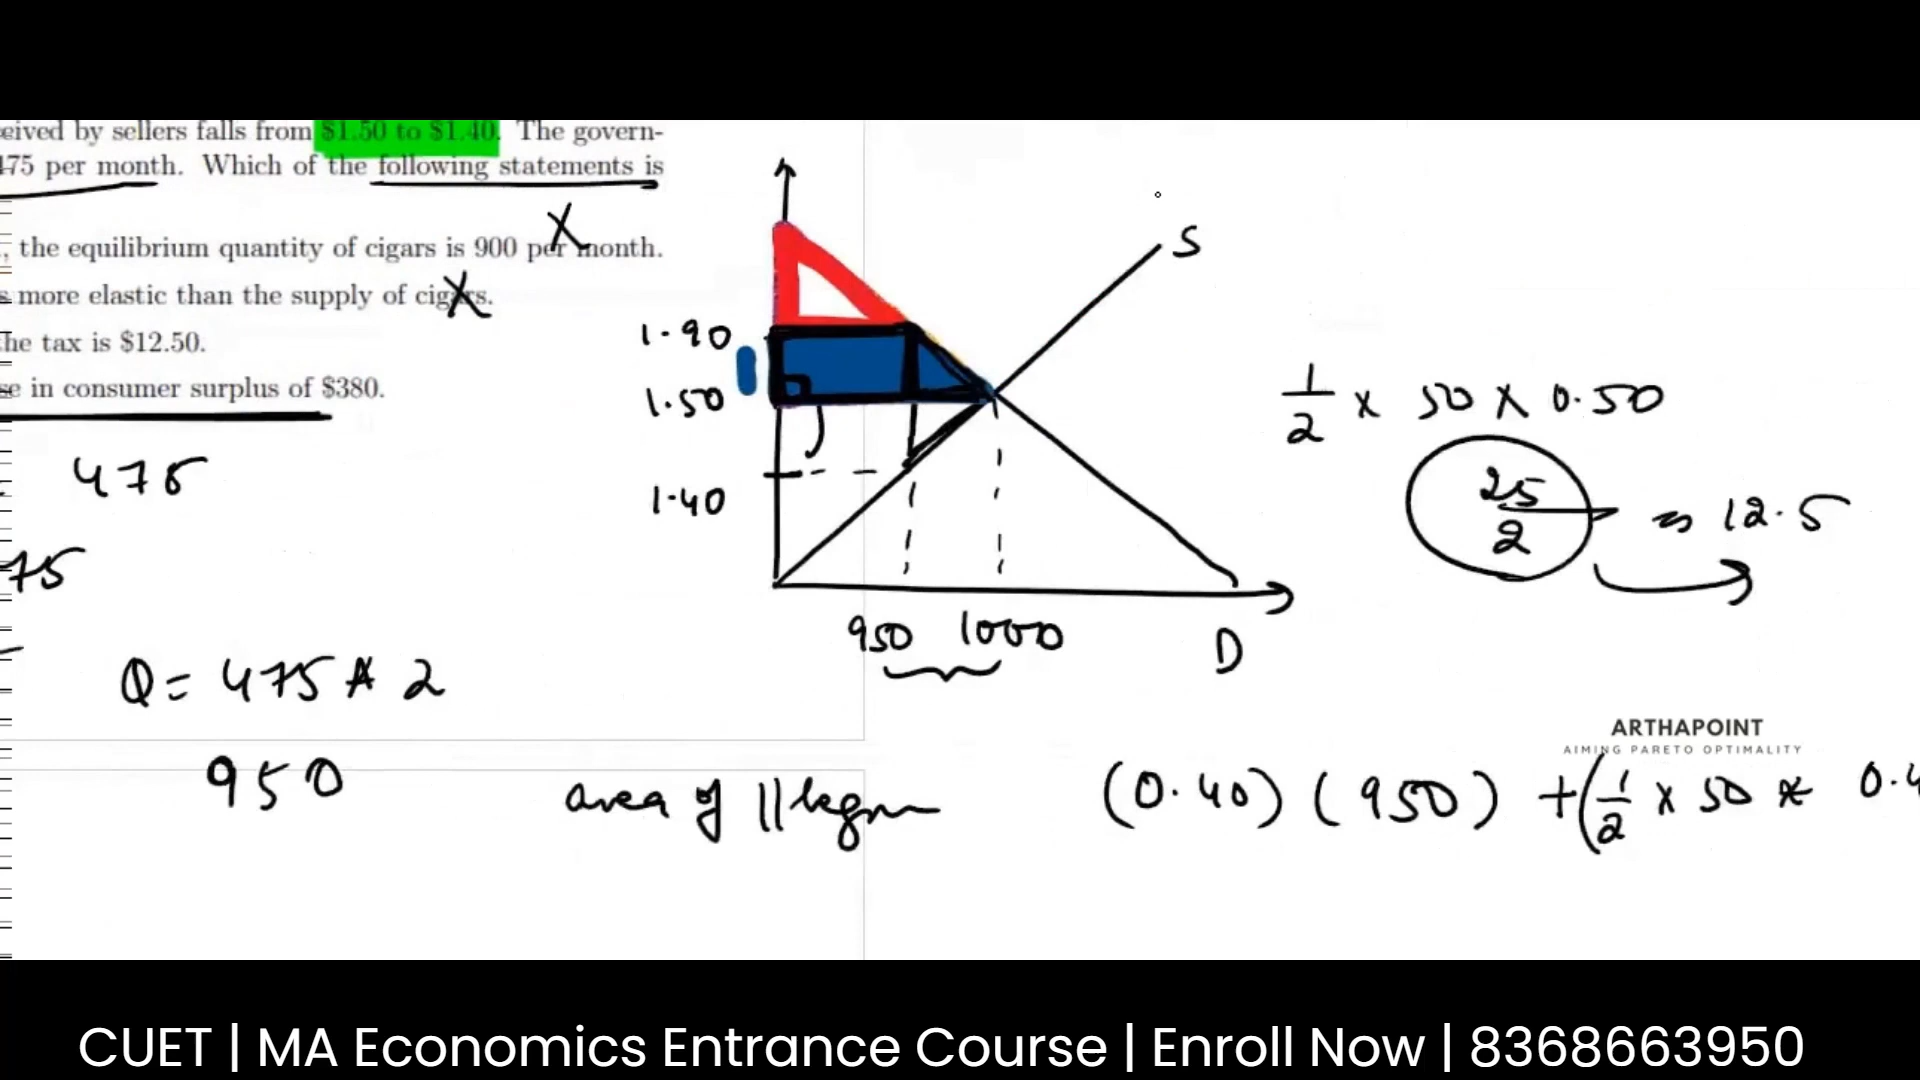 eived by sellers falls from $1.50 to $1.40. The govern-
475 per month. Which of the following statements is
, the equilibrium quantity of cigars is 900 per month.
s more elastic than the supply of cigars.
he tax is $12.50.
se in consumer surplus of $380.
475
75
Q = 475 * 2
950
S
1.90
1.50
1.40
950 1000
D
1/2 x 50 x 0.50
25/2 ≈ 12.5
ARTHAPOINT
AIMING PARETO OPTIMALITY
area of ||logm (0.40) (950) + (1/2 x 50 * 0.4
CUET | MA Economics Entrance Course | Enroll Now | 8368663950